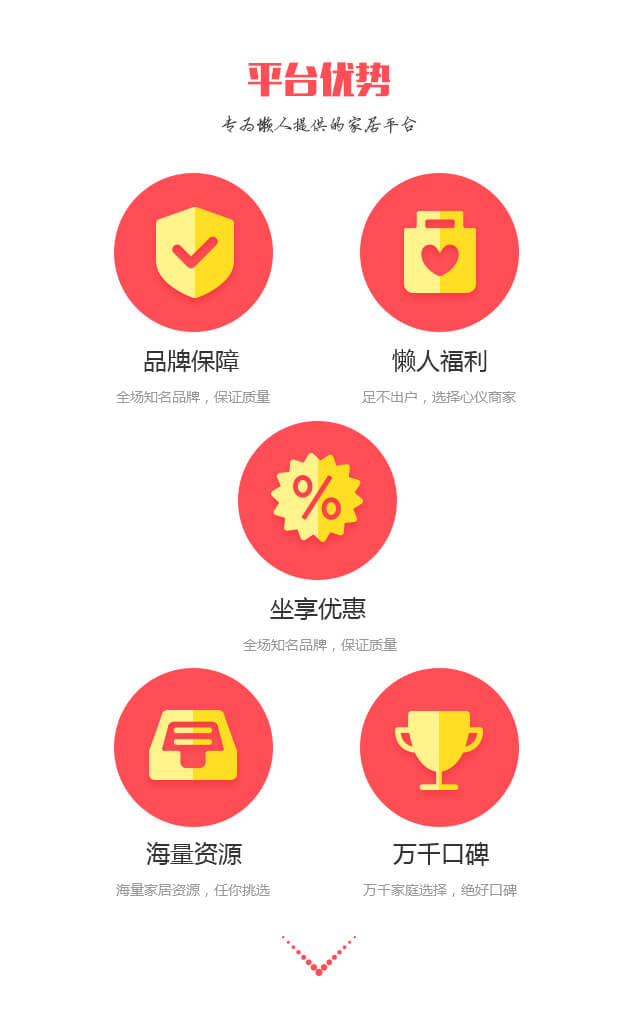 平台优势
专为懒人提供的家居平台
品牌保障
全场知名品牌，保证质量
懒人福利
足不出户，选择心仪商家
坐享优惠
全场知名品牌，保证质量
海量资源
海量家居资源，任你挑选
万千口碑
万千家庭选择，绝好口碑